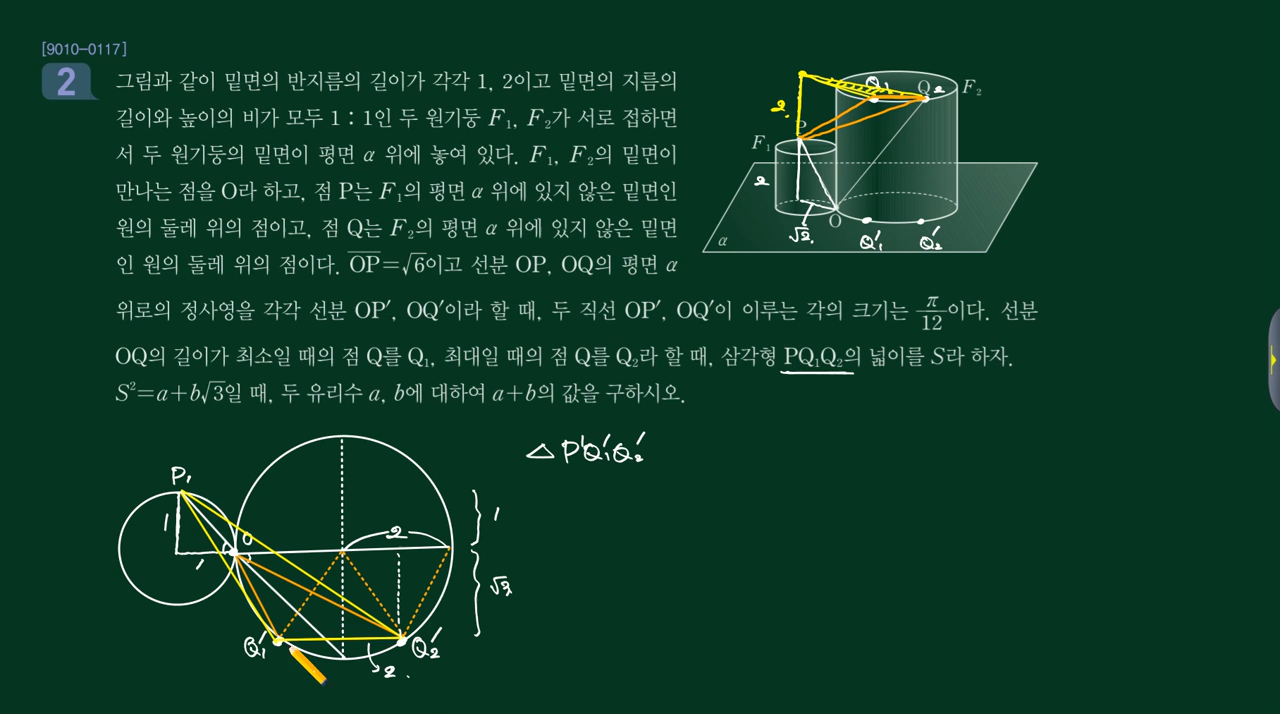 [9010-0117]
2
그림과 같이 밑면의 반지름의 길이가 각각 1, 2이고 밑면의 지름의
길이와 높이의 비가 모두 1 : 1인 두 원기둥 F₁, F₂가 서로 접하면
서 두 원기둥의 밑면이 평면 α 위에 놓여 있다. F₁, F₂의 밑면이
만나는 점을 O라 하고, 점 P는 F₁의 평면 α 위에 있지 않은 밑면인
원의 둘레 위의 점이고, 점 Q는 F₂의 평면 α 위에 있지 않은 밑면
인 원의 둘레 위의 점이다. OP=√6이고 선분 OP, OQ의 평면 α
위로의 정사영을 각각 선분 OP′, OQ′이라 할 때, 두 직선 OP′, OQ′이 이루는 각의 크기는 π/12이다. 선분
OQ의 길이가 최소일 때의 점 Q를 Q₁, 최대일 때의 점 Q를 Q₂라 할 때, 삼각형 PQ₁Q₂의 넓이를 S라 하자.
S²=a+b√3일 때, 두 유리수 a, b에 대하여 a+b의 값을 구하시오.
Q₁
Q₂
F₂
2
P
F₁
2
O
√2
Q₁′
Q₂′
α
△P′Q₁′Q₂′
P′
1
1
O
2
1
√3
Q₁′
Q₂′
2